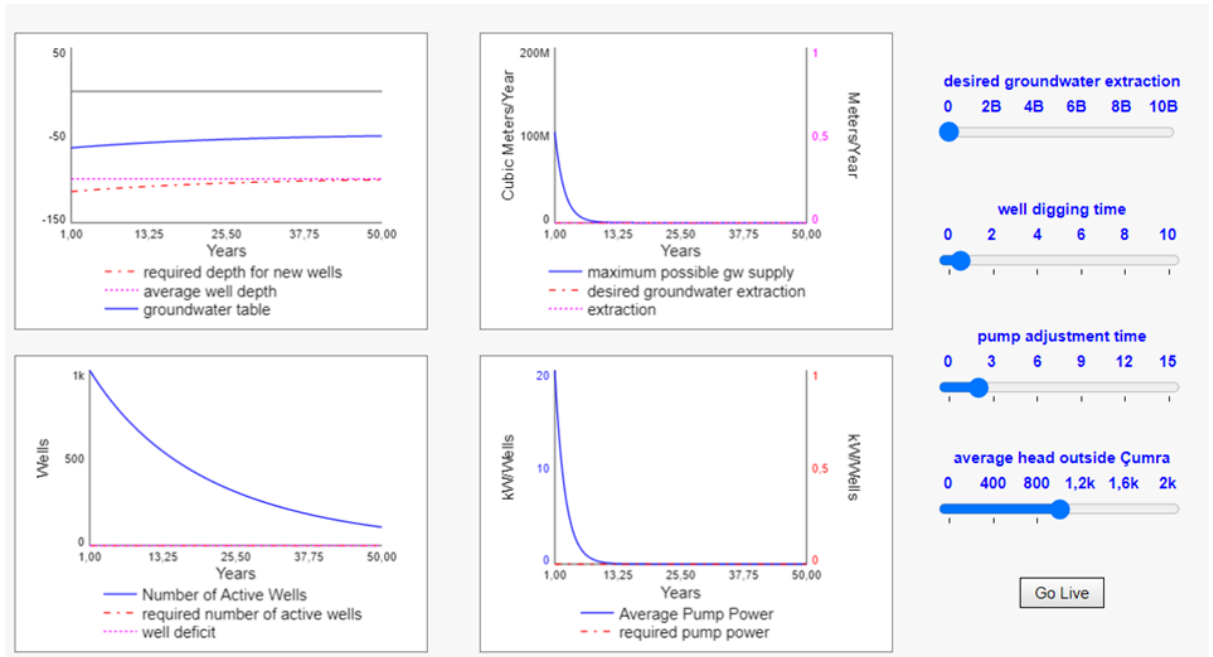 50
-50
-150
1,00 13,25 25,50 37,75 50,00
Years
required depth for new wells
average well depth
groundwater table
Cubic Meters/Year
200M
100M
0
1
0,5
0
Meters/Year
1,00 13,25 25,50 37,75 50,00
Years
maximum possible gw supply
desired groundwater extraction
extraction
desired groundwater extraction
0 2B 4B 6B 8B 10B
well digging time
0 2 4 6 8 10
pump adjustment time
0 3 6 9 12 15
average head outside Çumra
0 400 800 1,2k 1,6k 2k
Go Live
Wells
1k
500
0
1,00 13,25 25,50 37,75 50,00
Years
Number of Active Wells
required number of active wells
well deficit
kW/Wells
20
10
0
1
0,5
0
kW/Wells
1,00 13,25 25,50 37,75 50,00
Years
Average Pump Power
required pump power